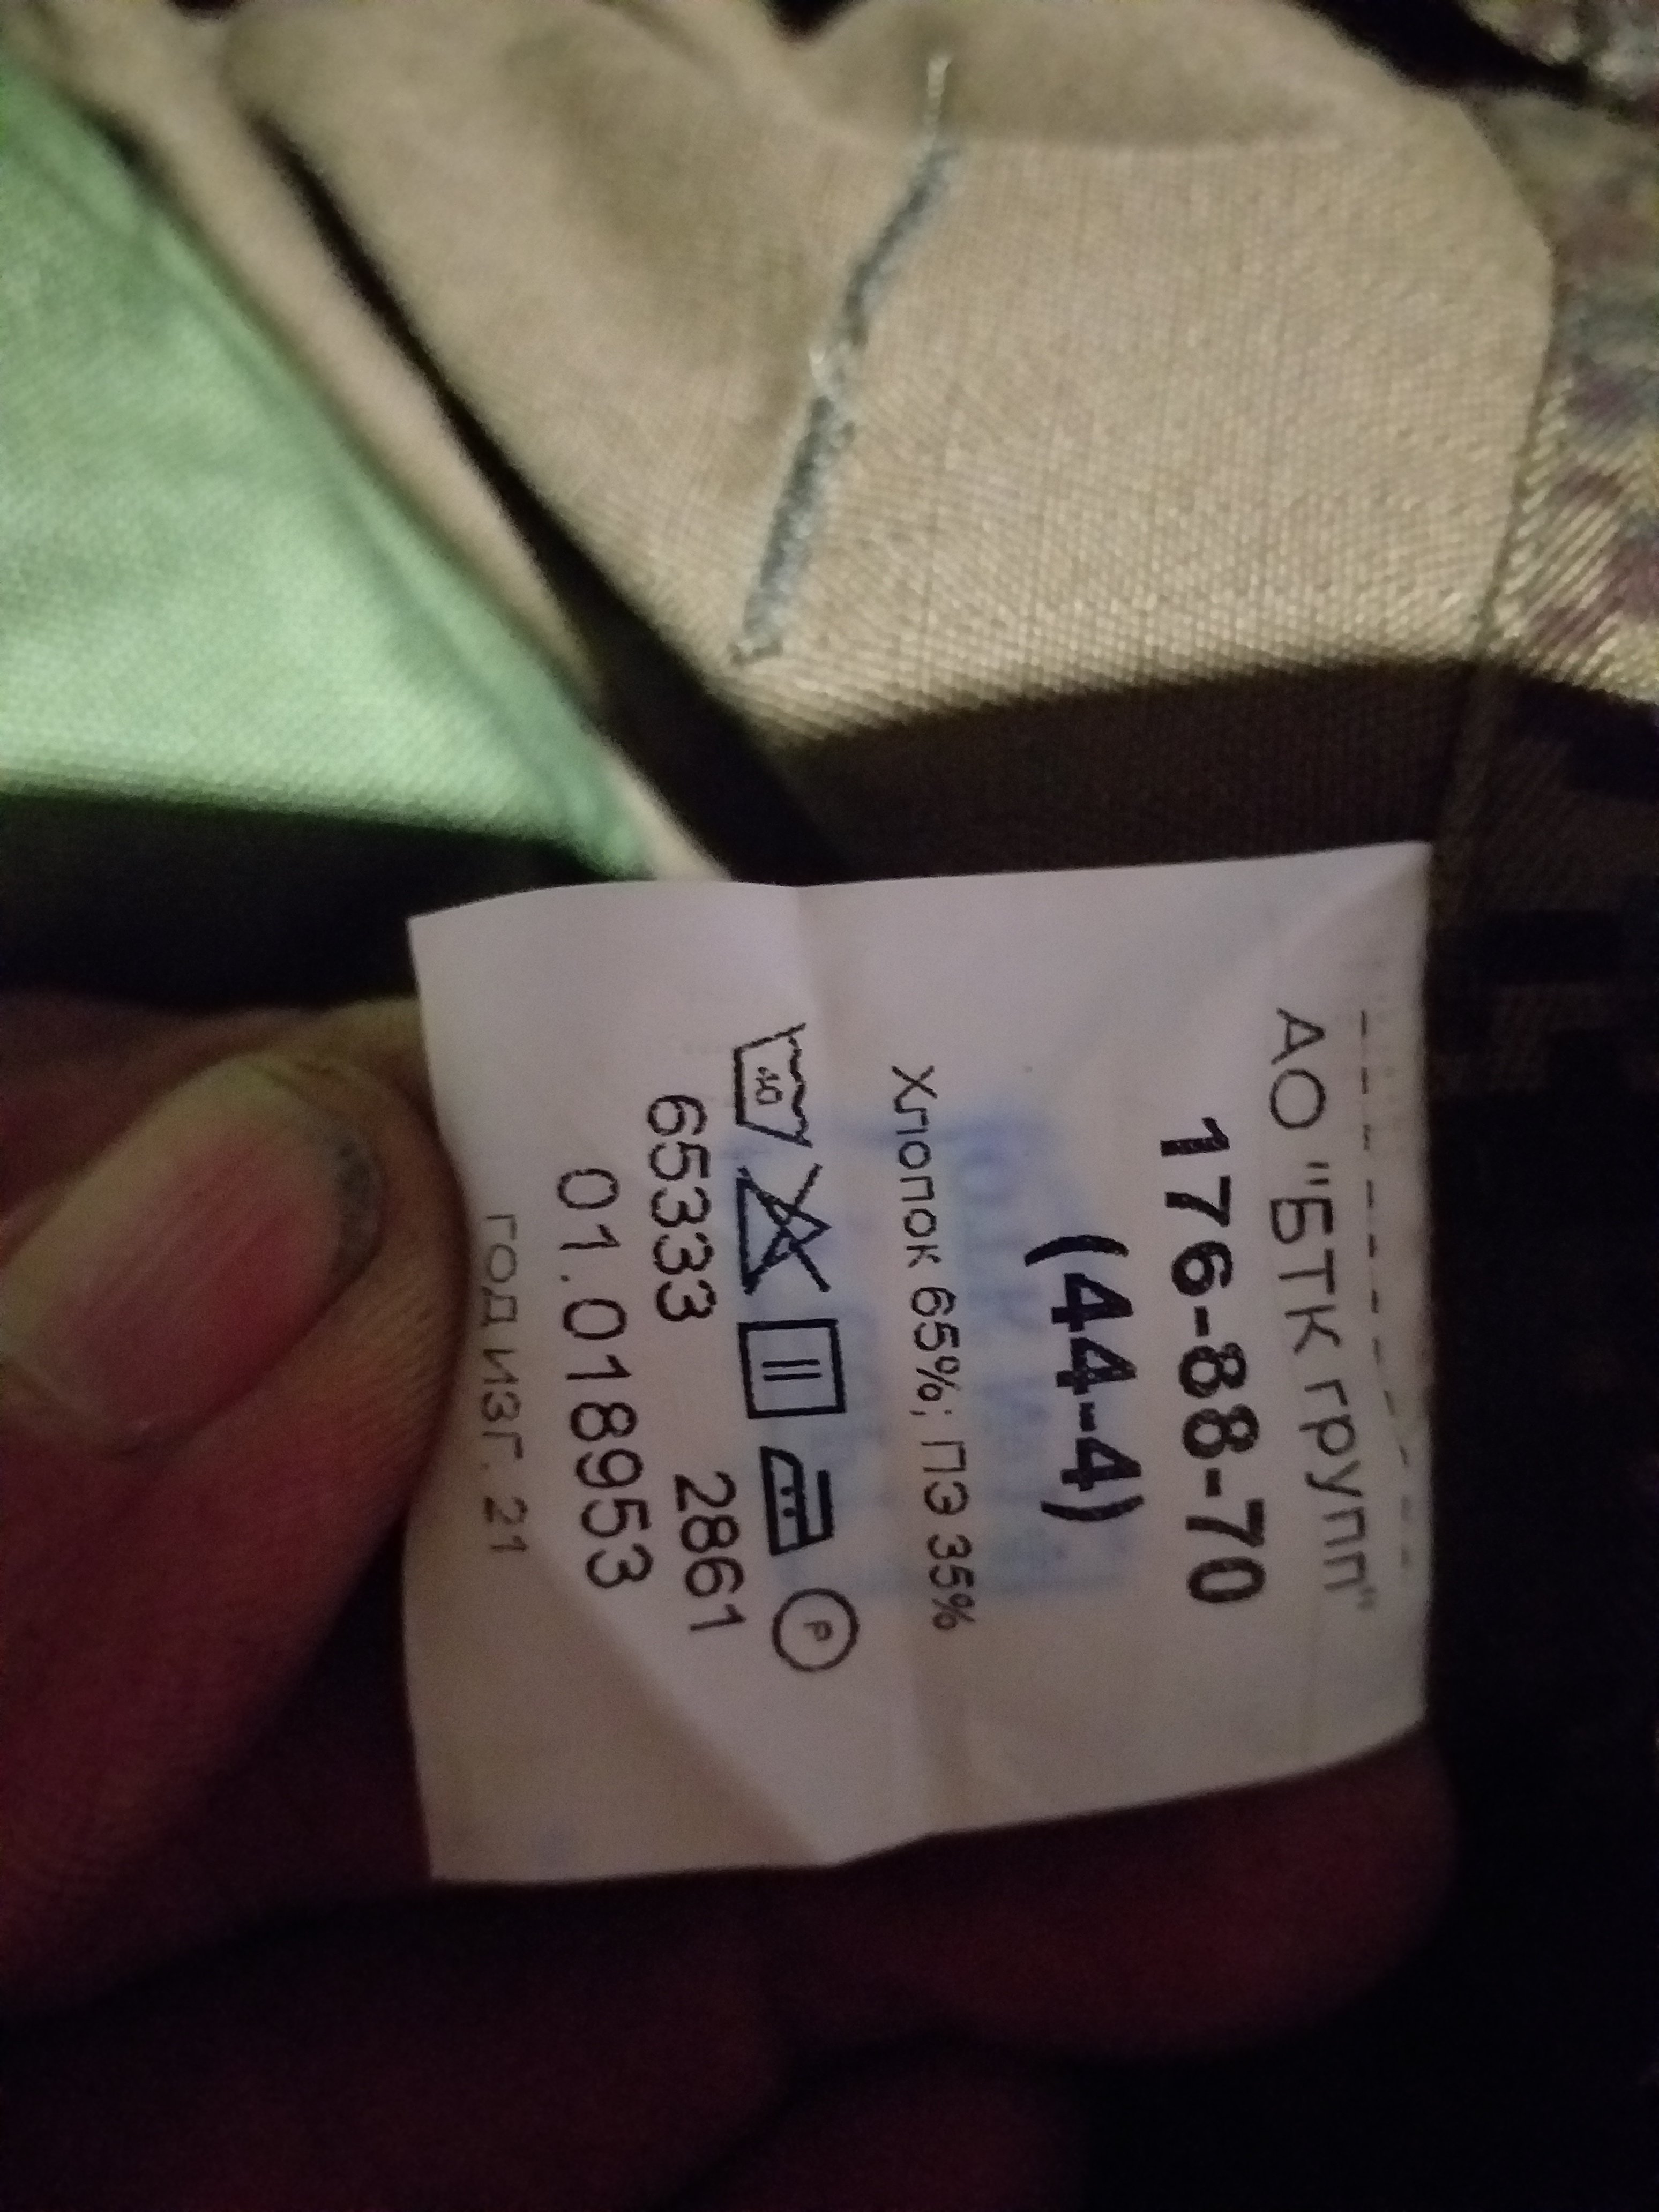 АО "БТК групп"
176-88-70
(44-4)
Хлопок 65%; ПЭ 35%
40 P
65333 2861
01.018953
год изг. 21